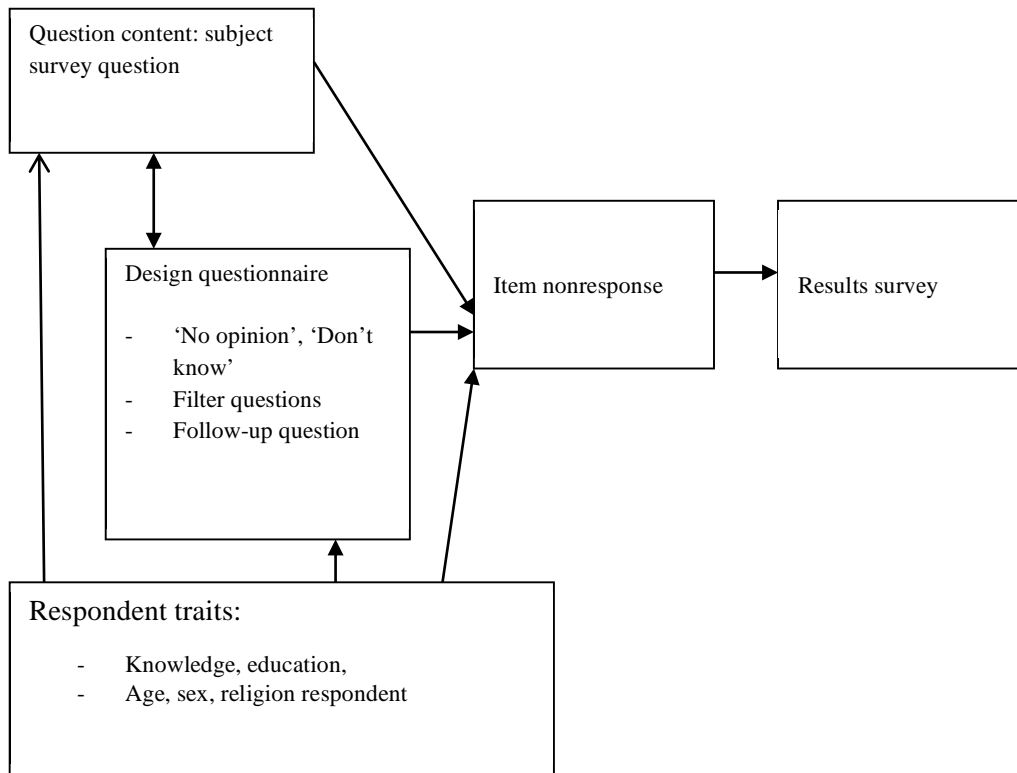 Question content: subject
survey question
Design questionnaire
- ‘No opinion’, ‘Don’t
know’
- Filter questions
- Follow-up question
Item nonresponse
Results survey
Respondent traits:
- Knowledge, education,
- Age, sex, religion respondent